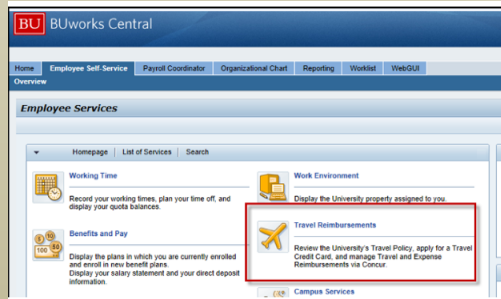 BU BUworks Central
Home Employee Self-Service Payroll Coordinator Organizational Chart Reporting Worklist WebGUI
Overview
Employee Services
Homepage List of Services Search
Working Time
Record your working times, plan your time off, and
display your quota balances.
Work Environment
Display the University property assigned to you.
Benefits and Pay
Display the plans in which you are currently enrolled
and enroll in new benefit plans.
Display your salary statement and your direct deposit
information.
Travel Reimbursements
Review the University's Travel Policy, apply for a Travel
Credit Card, and manage Travel and Expense
Reimbursements via Concur.
Campus Services